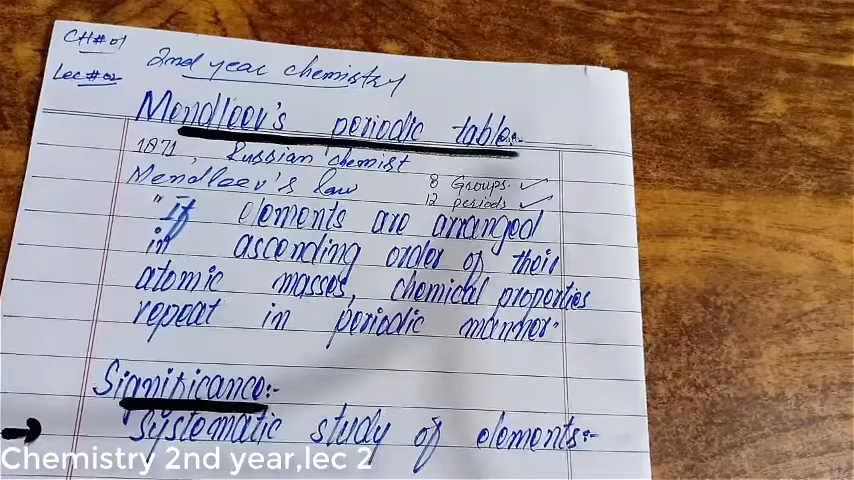 CH#01
2nd year chemistry
Lec#02
Mendleev's periodic table:-
1871, Russian chemist
Mendleev's law
8 Groups. ✓
12 periods ✓
"If elements are arranged
in ascending order of their
atomic masses, chemical properties
repeat in periodic manner."
Significance:-
Systematic study of elements:-
Chemistry 2nd year,lec 2